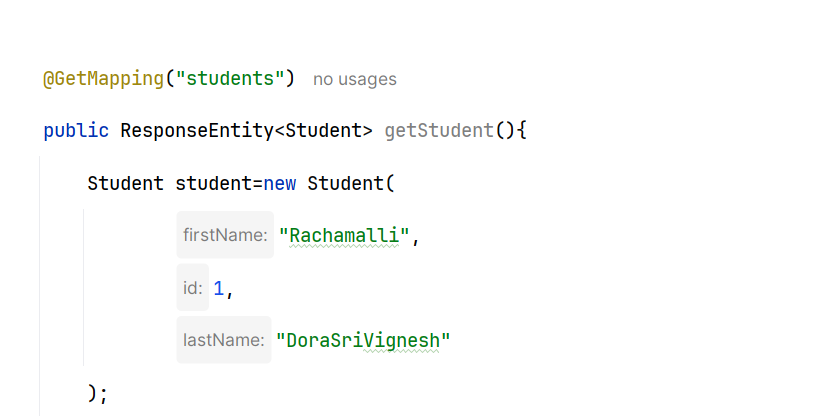 @GetMapping("students") no usages
public ResponseEntity<Student> getStudent(){
Student student=new Student(
firstName: "Rachamalli",
id: 1,
lastName: "DoraSriVignesh"
);